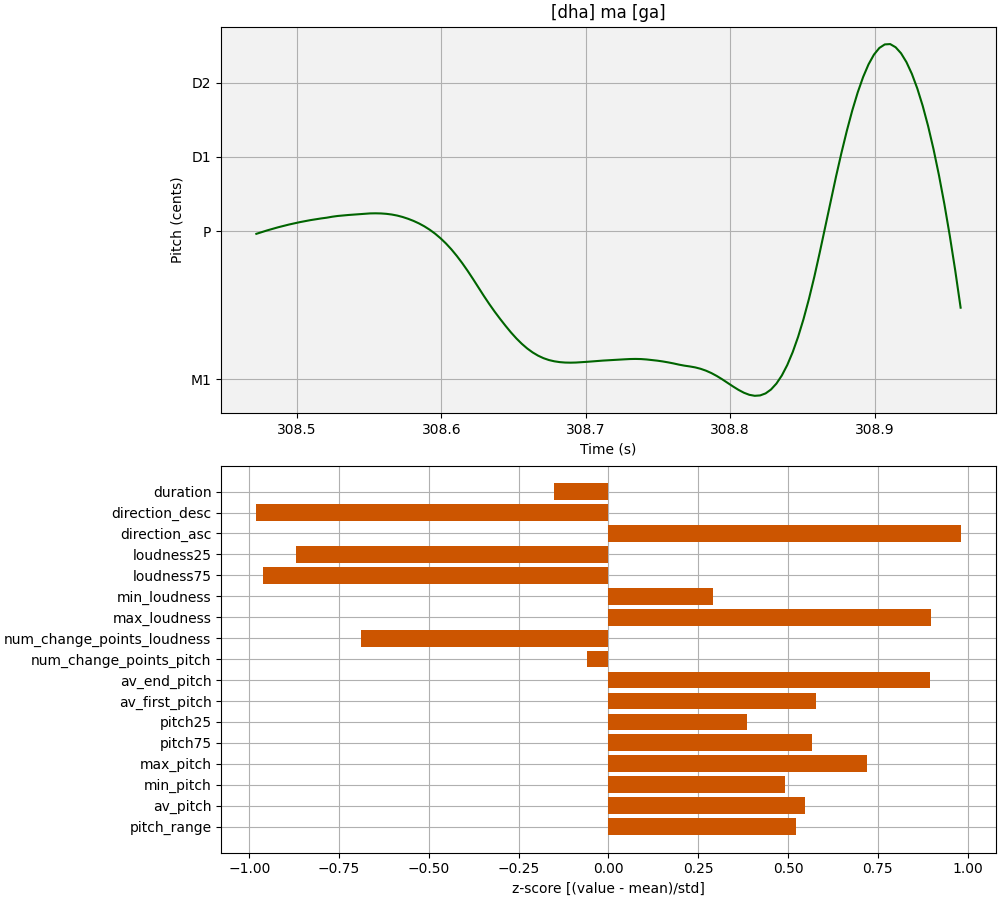 [dha] ma [ga]
D2
D1
P
M1
Pitch (cents)
308.5 308.6 308.7 308.8 308.9
Time (s)
duration
direction_desc
direction_asc
loudness25
loudness75
min_loudness
max_loudness
num_change_points_loudness
num_change_points_pitch
av_end_pitch
av_first_pitch
pitch25
pitch75
max_pitch
min_pitch
av_pitch
pitch_range
−1.00 −0.75 −0.50 −0.25 0.00 0.25 0.50 0.75 1.00
z-score [(value - mean)/std]